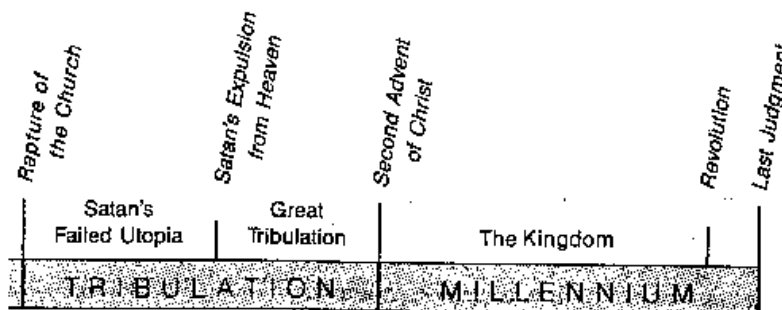 Rapture of
the Church
Satan's Expulsion
from Heaven
Second Advent
of Christ
Revolution
Last Judgment
Satan's
Failed Utopia
Great
Tribulation
The Kingdom
TRIBULATION
MILLENNIUM